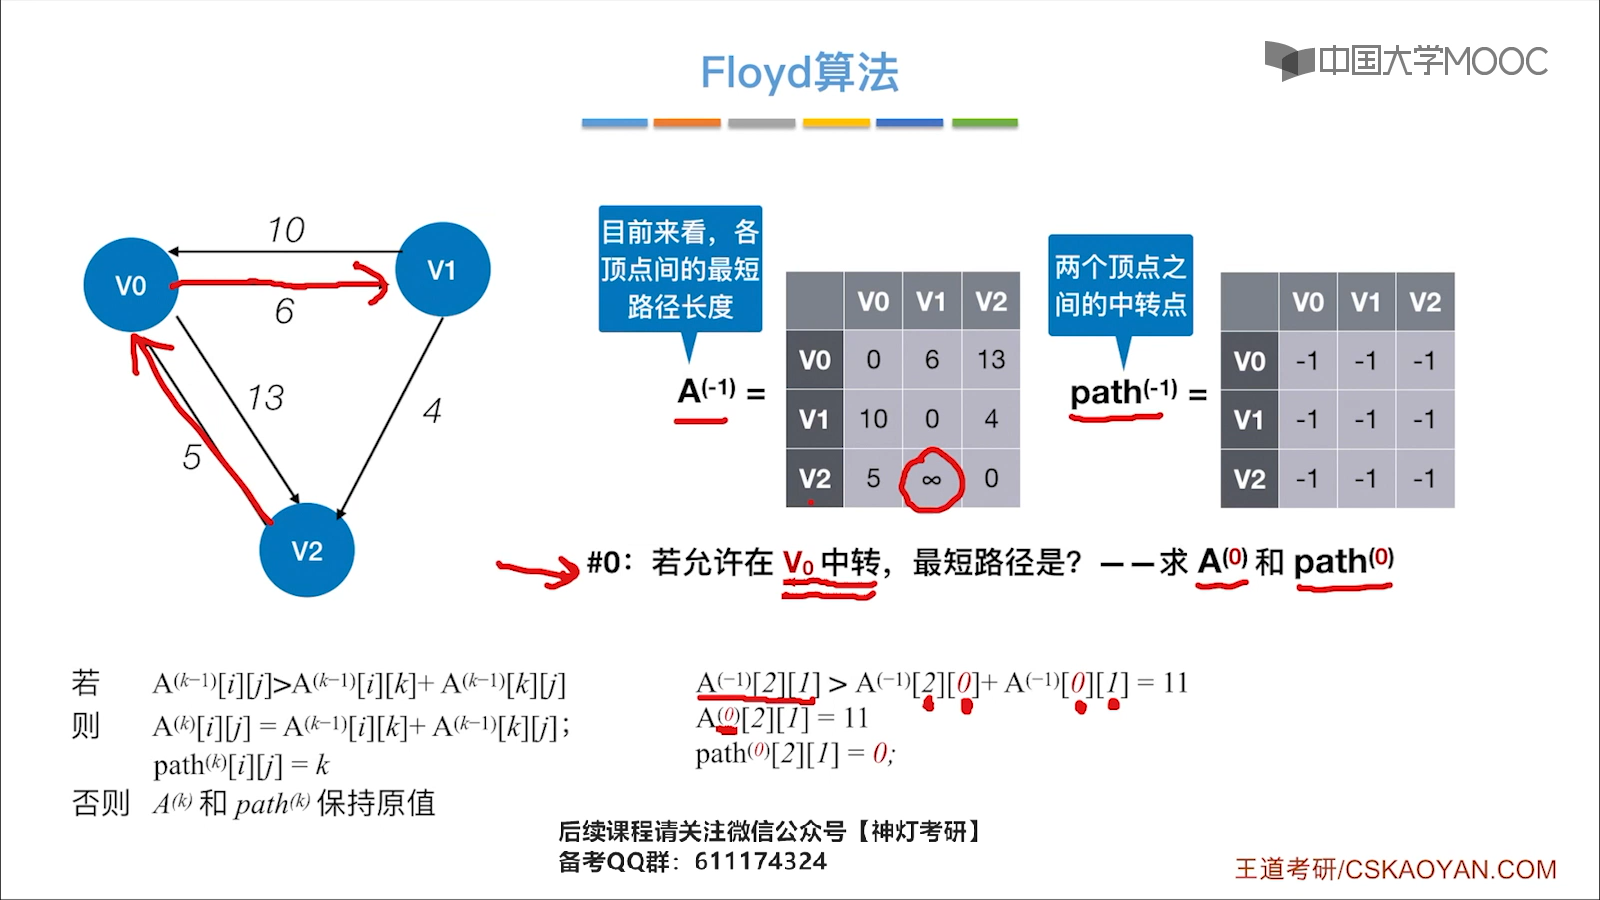 Floyd算法
中国大学MOOC
10
V0
V1
6
13
4
5
V2
目前来看，各
顶点间的最短
路径长度
A(-1) =
V0 V1 V2
V0 0 6 13
V1 10 0 4
V2 5 ∞ 0
两个顶点之
间的中转点
path(-1) =
V0 V1 V2
V0 -1 -1 -1
V1 -1 -1 -1
V2 -1 -1 -1
#0：若允许在 V0 中转，最短路径是？——求 A(0) 和 path(0)
若 A(k−1)[i][j]>A(k−1)[i][k]+ A(k−1)[k][j]
则 A(k)[i][j] = A(k−1)[i][k]+ A(k−1)[k][j];
path(k)[i][j] = k
否则 A(k) 和 path(k) 保持原值
A(−1)[2][1] > A(−1)[2][0]+ A(−1)[0][1] = 11
A(0)[2][1] = 11
path(0)[2][1] = 0;
后续课程请关注微信公众号【神灯考研】
备考QQ群：611174324
王道考研/CSKAOYAN.COM